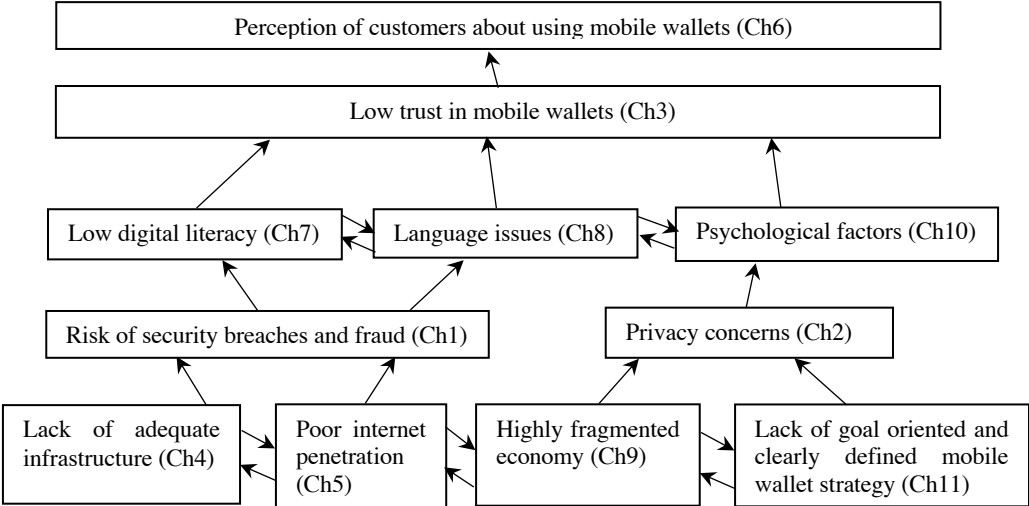 Perception of customers about using mobile wallets (Ch6)
Low trust in mobile wallets (Ch3)
Low digital literacy (Ch7)
Language issues (Ch8)
Psychological factors (Ch10)
Risk of security breaches and fraud (Ch1)
Privacy concerns (Ch2)
Lack of adequate
infrastructure (Ch4)
Poor internet
penetration
(Ch5)
Highly fragmented
economy (Ch9)
Lack of goal oriented and
clearly defined mobile
wallet strategy (Ch11)